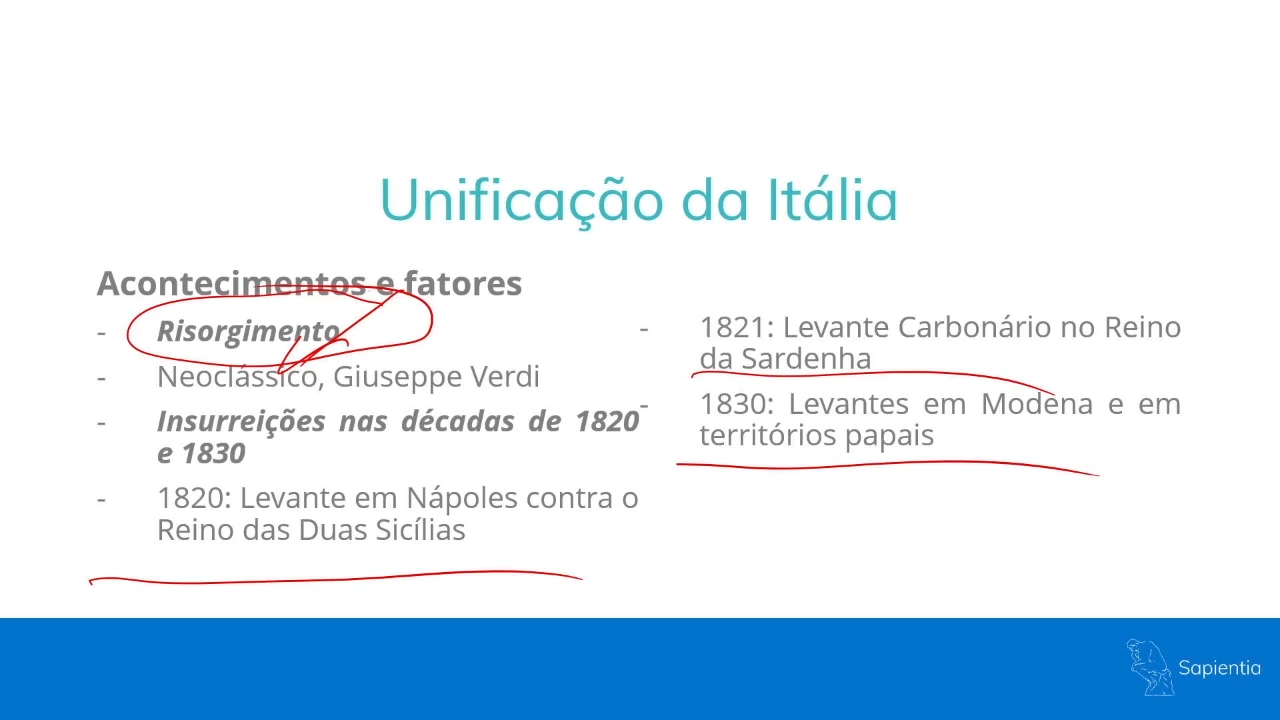 Unificação da Itália
Acontecimentos e fatores
- Risorgimento
- Neoclássico, Giuseppe Verdi
- Insurreições nas décadas de 1820
e 1830
- 1820: Levante em Nápoles contra o
Reino das Duas Sicílias
- 1821: Levante Carbonário no Reino
da Sardenha
- 1830: Levantes em Modena e em
territórios papais
Sapientia